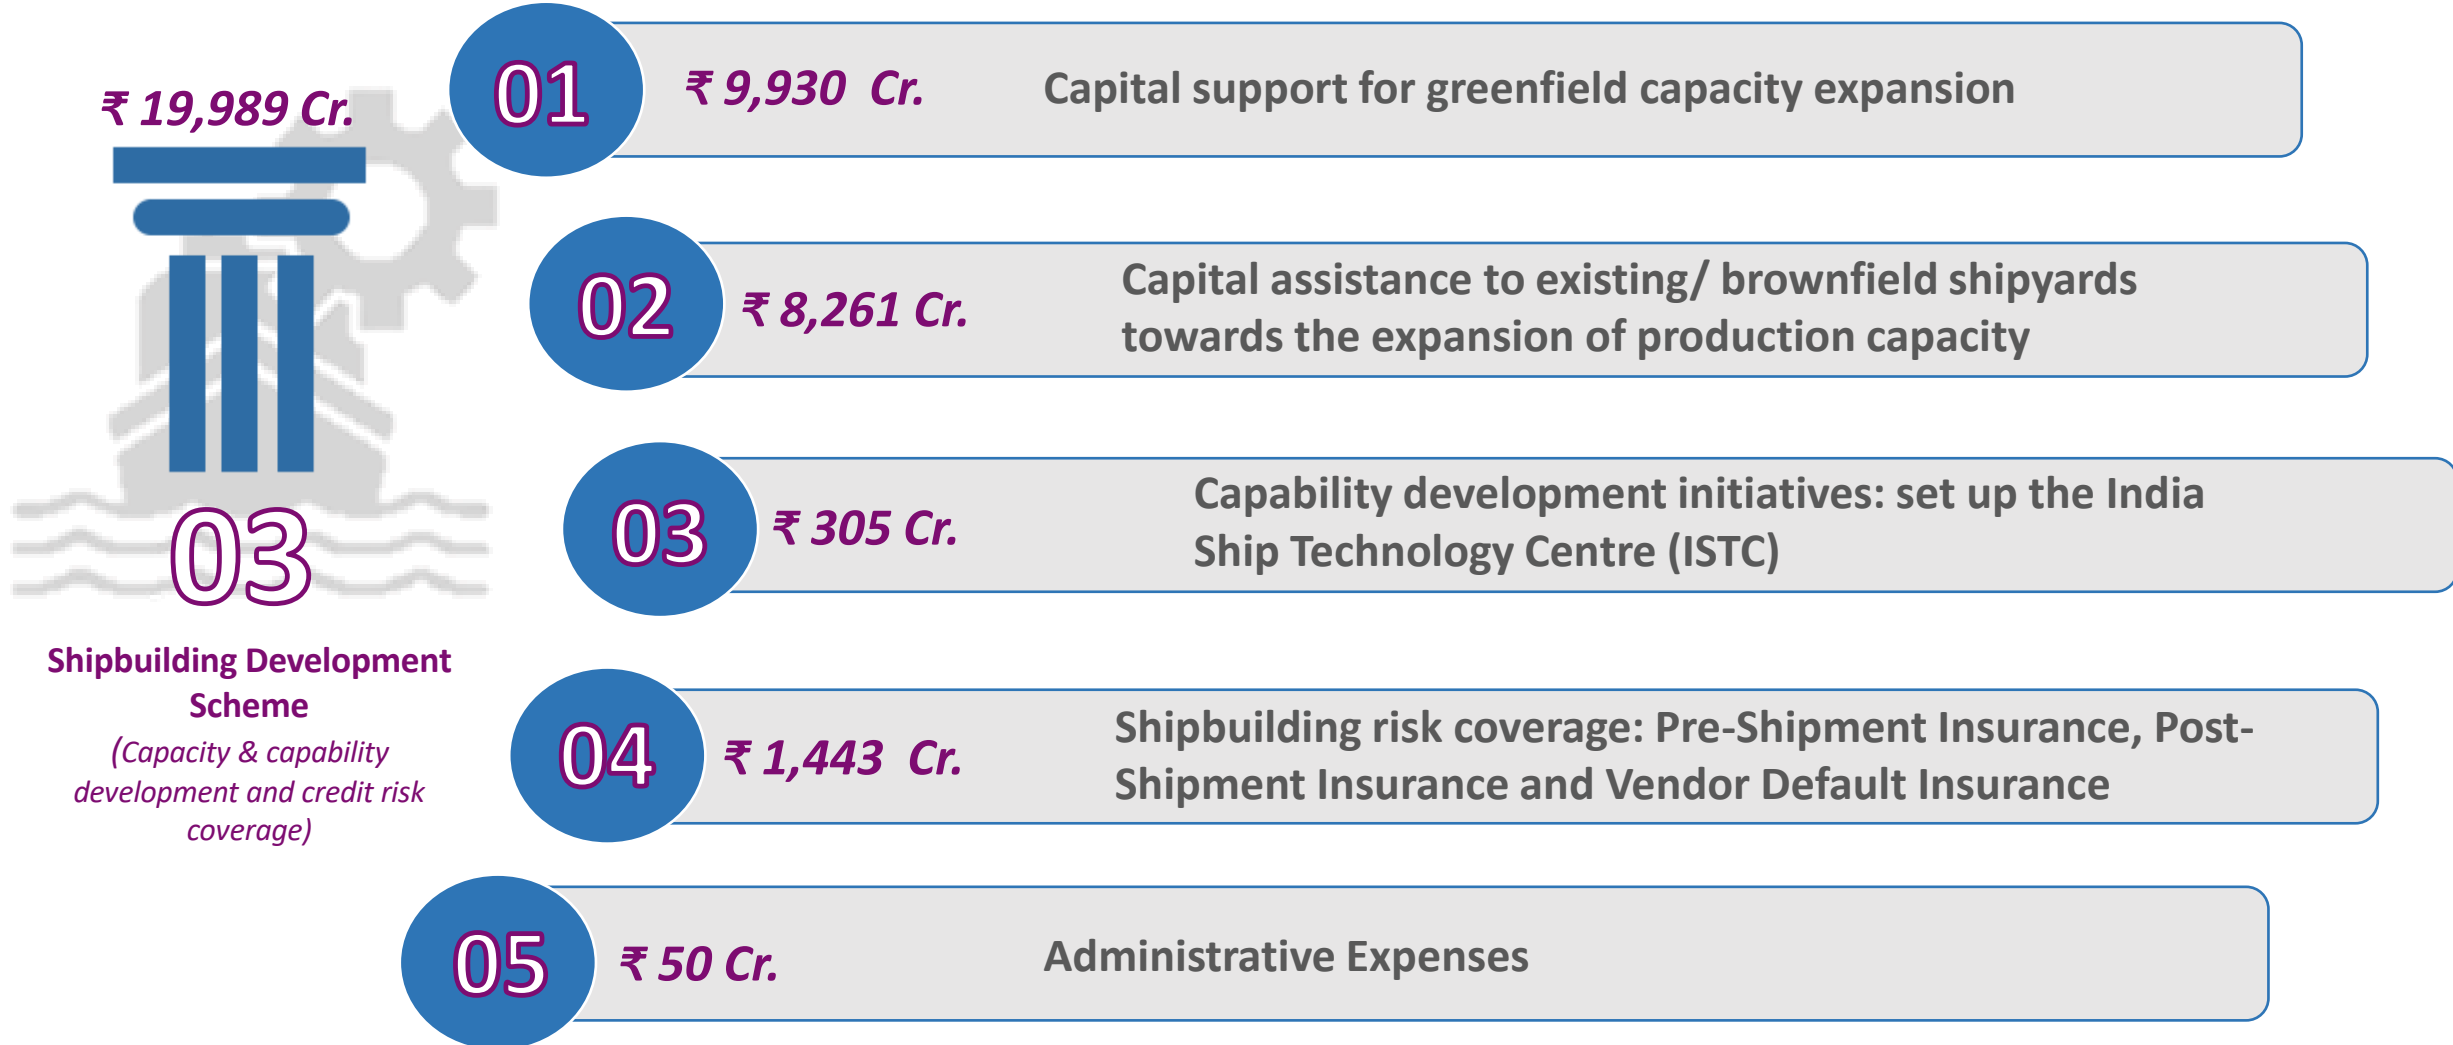 ₹ 19,989 Cr.
03
Shipbuilding Development
Scheme
(Capacity & capability
development and credit risk
coverage)
01
₹ 9,930 Cr.
Capital support for greenfield capacity expansion
02
₹ 8,261 Cr.
Capital assistance to existing/ brownfield shipyards
towards the expansion of production capacity
03
₹ 305 Cr.
Capability development initiatives: set up the India
Ship Technology Centre (ISTC)
04
₹ 1,443 Cr.
Shipbuilding risk coverage: Pre-Shipment Insurance, Post-
Shipment Insurance and Vendor Default Insurance
05
₹ 50 Cr.
Administrative Expenses